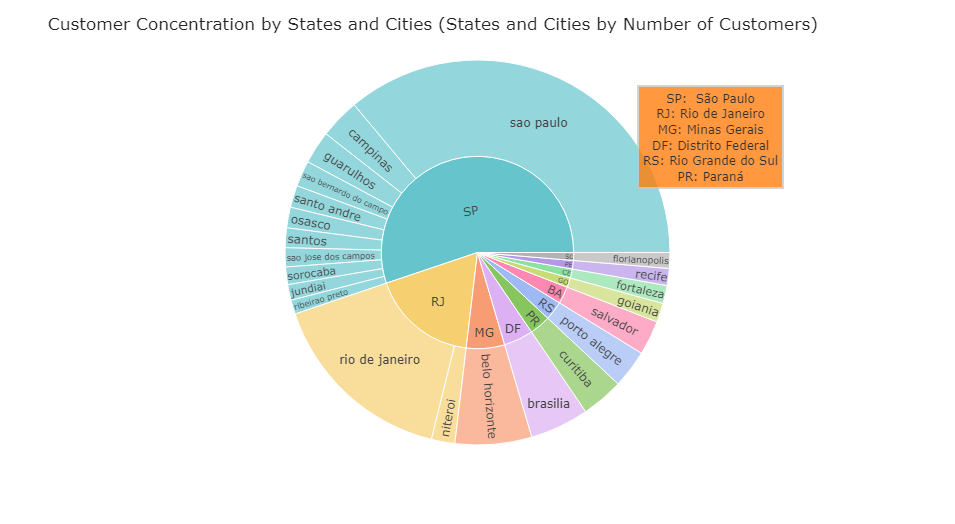 Customer Concentration by States and Cities (States and Cities by Number of Customers)
SP:  São Paulo
RJ: Rio de Janeiro
MG: Minas Gerais
DF: Distrito Federal
RS: Rio Grande do Sul
PR: Paraná
sao paulo
campinas
guarulhos
sao bernardo do campo
santo andre
osasco
santos
sao jose dos campos
sorocaba
jundiai
ribeirao preto
SP
RJ
MG
DF
PR
RS
BA
GO
CE
PE
SC
rio de janeiro
niteroi
belo horizonte
brasilia
curitiba
porto alegre
salvador
goiania
fortaleza
recife
florianopolis